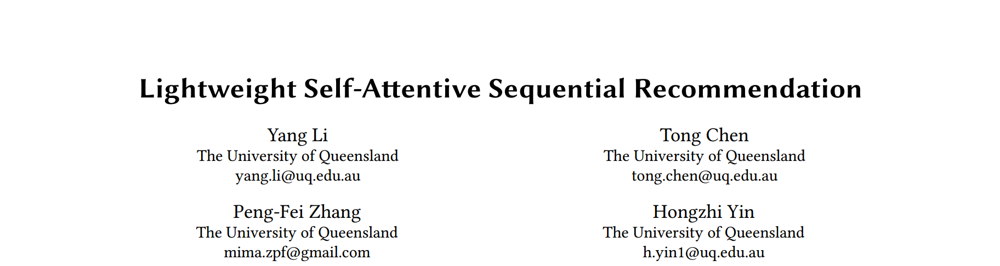 Lightweight Self-Attentive Sequential Recommendation
Yang Li
The University of Queensland
yang.li@uq.edu.au
Tong Chen
The University of Queensland
tong.chen@uq.edu.au
Peng-Fei Zhang
The University of Queensland
mima.zpf@gmail.com
Hongzhi Yin
The University of Queensland
h.yin1@uq.edu.au